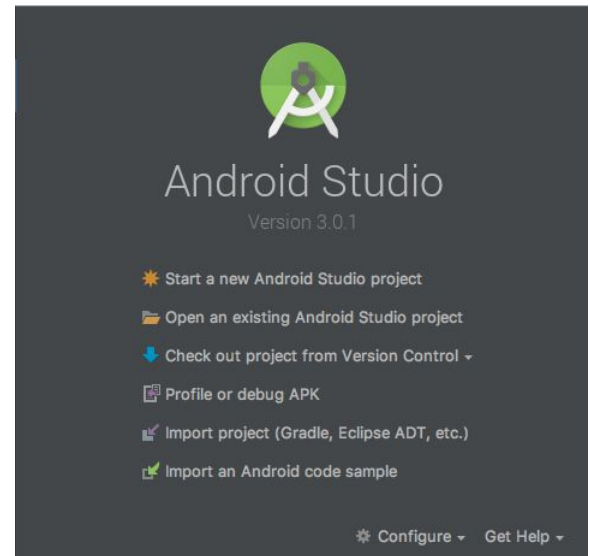 Android Studio
Version 3.0.1
Start a new Android Studio project
Open an existing Android Studio project
Check out project from Version Control
Profile or debug APK
Import project (Gradle, Eclipse ADT, etc.)
Import an Android code sample
Configure Get Help